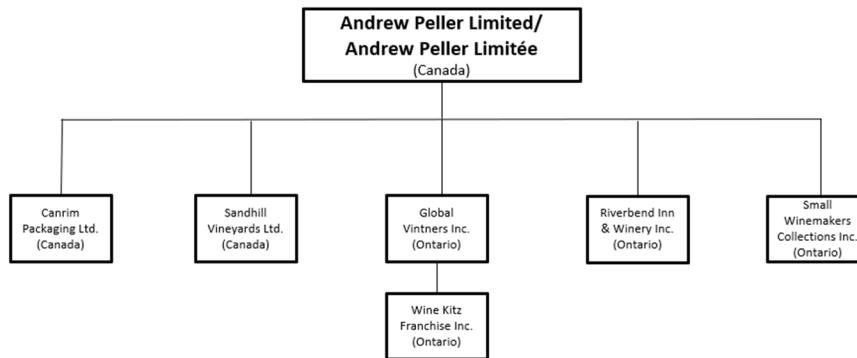 Andrew Peller Limited/
Andrew Peller Limitée
(Canada)
Canrim
Packaging Ltd.
(Canada)
Sandhill
Vineyards Ltd.
(Canada)
Global
Vintners Inc.
(Ontario)
Riverbend Inn
& Winery Inc.
(Ontario)
Small
Winemakers
Collections Inc.
(Ontario)
Wine Kitz
Franchise Inc.
(Ontario)